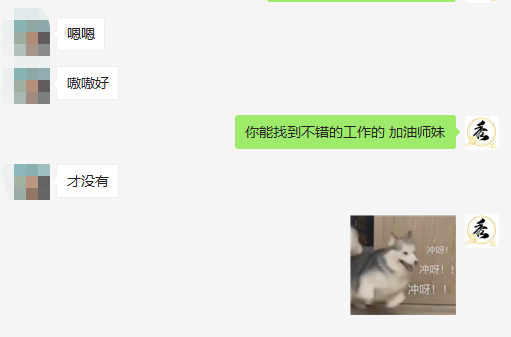 嗯嗯
嗷嗷好
你能找到不错的工作的 加油师妹
才没有
秀
冲呀！
冲呀！！
冲呀！！